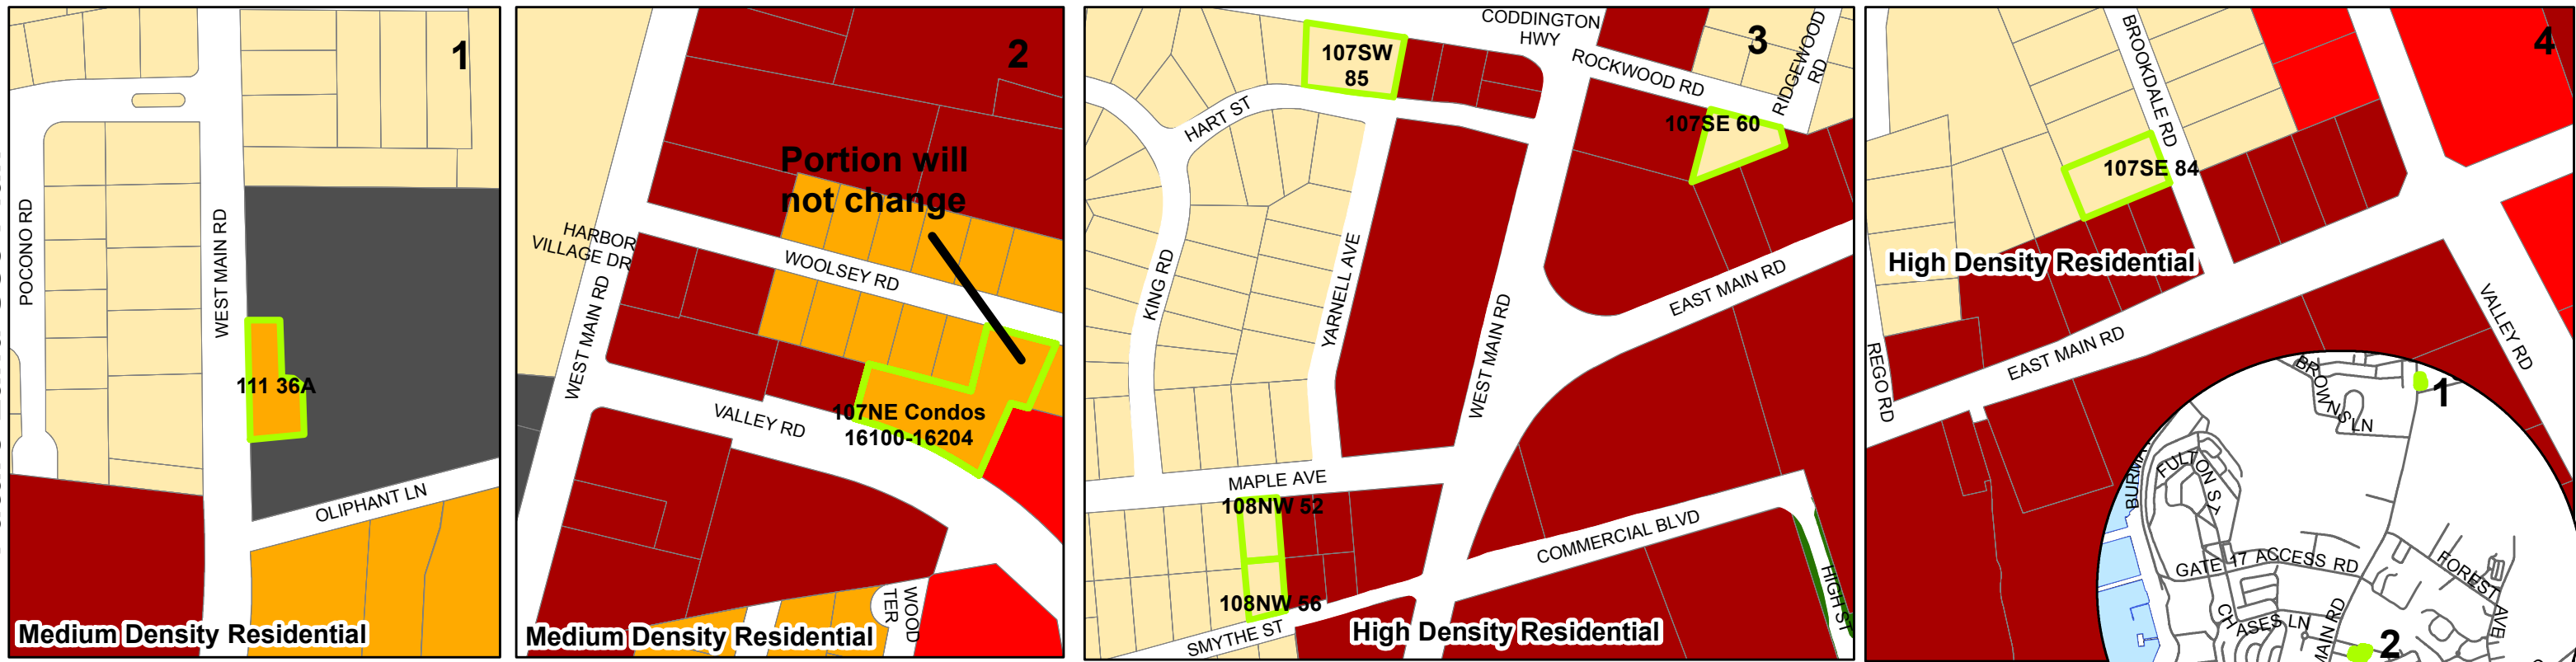 1
POCONO RD
WEST MAIN RD
111 36A
OLIPHANT LN
Medium Density Residential
2
Portion will
not change
HARBOR
VILLAGE DR
WOOLSEY RD
WEST MAIN RD
VALLEY RD
107NE Condos
16100-16204
WOOD
TER
Medium Density Residential
CODDINGTON
HWY
3
107SW
85
ROCKWOOD RD
RIDGEWOOD
RD
HART ST
107SE 60
KING RD
YARNELL AVE
WEST MAIN RD
EAST MAIN RD
MAPLE AVE
108NW 52
COMMERCIAL BLVD
HIGH ST
108NW 56
SMYTHE ST
High Density Residential
4
BROOKDALE RD
107SE 84
High Density Residential
EAST MAIN RD
VALLEY RD
REGO RD
BROWNS LN
1
BURMA
FULTON ST
GATE 17 ACCESS RD
FOREST AVE
CHASES LN
MAIN RD
2